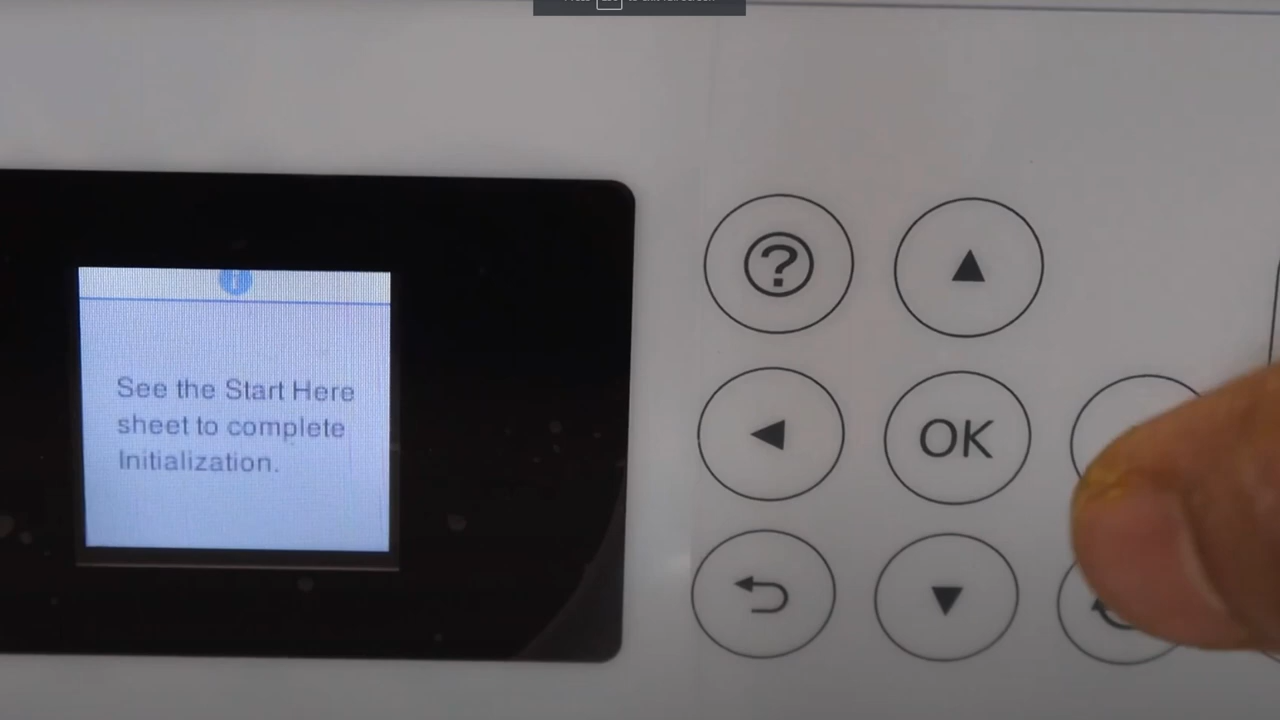 See the Start Here
sheet to complete
Initialization.
?
OK